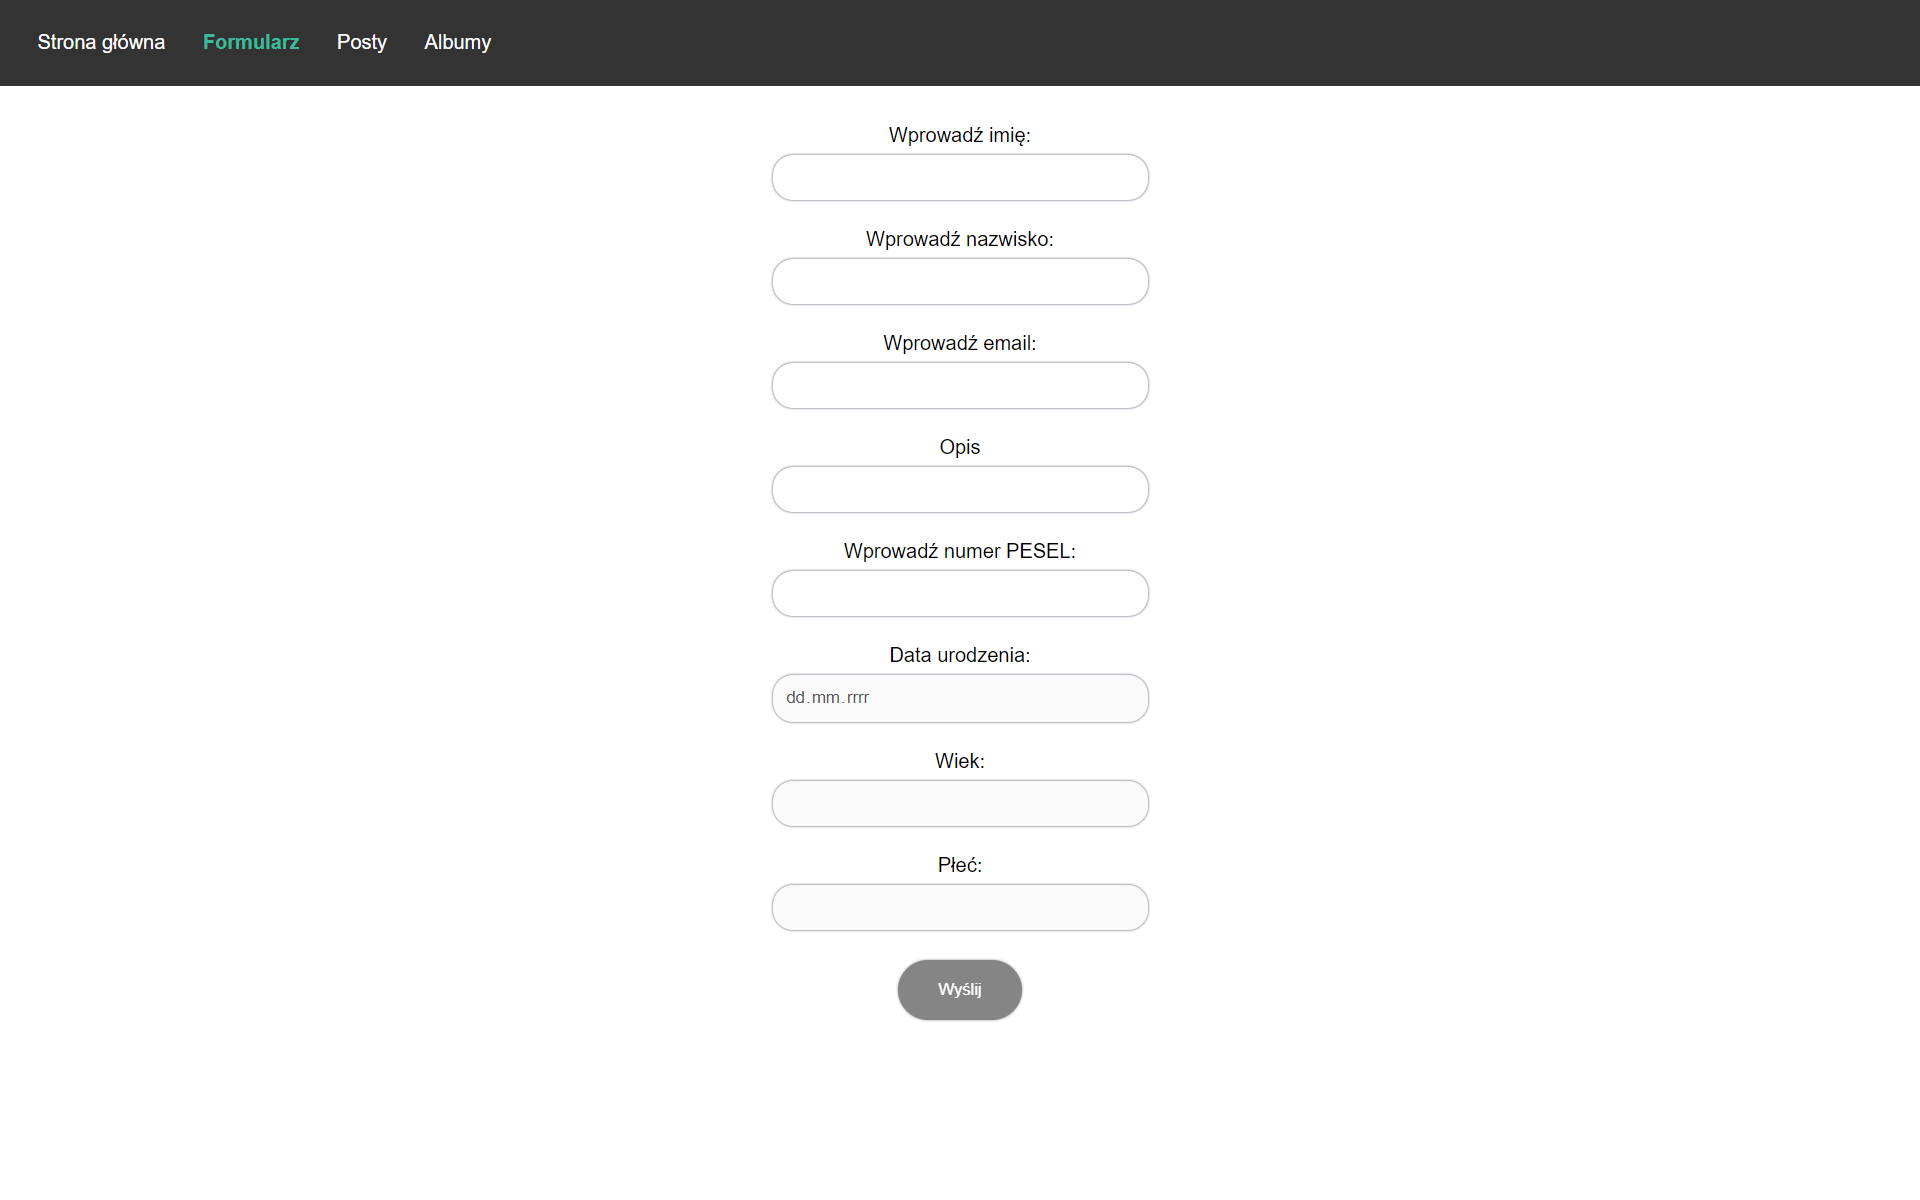 Strona główna Formularz Posty Albumy
Wprowadź imię:
Wprowadź nazwisko:
Wprowadź email:
Opis
Wprowadź numer PESEL:
Data urodzenia:
dd.mm.rrrr
Wiek:
Płeć:
Wyślij